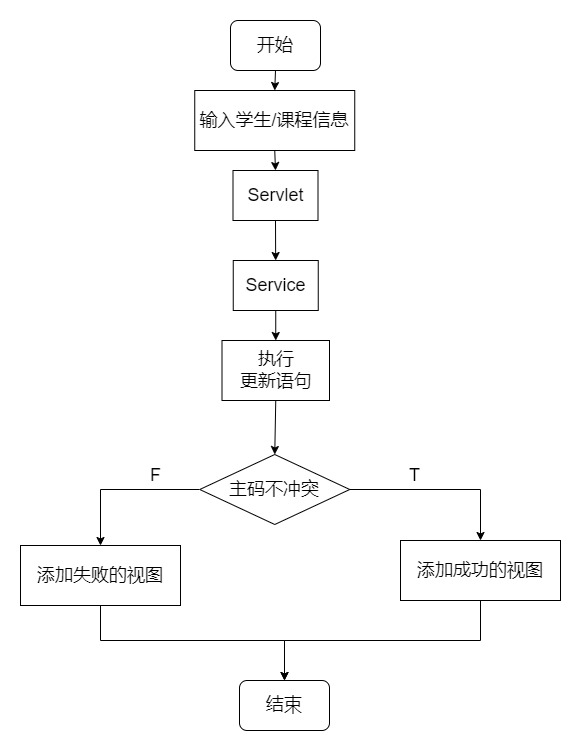 开始
输入学生/课程信息
Servlet
Service
执行
更新语句
F
主码不冲突
T
添加失败的视图
添加成功的视图
结束